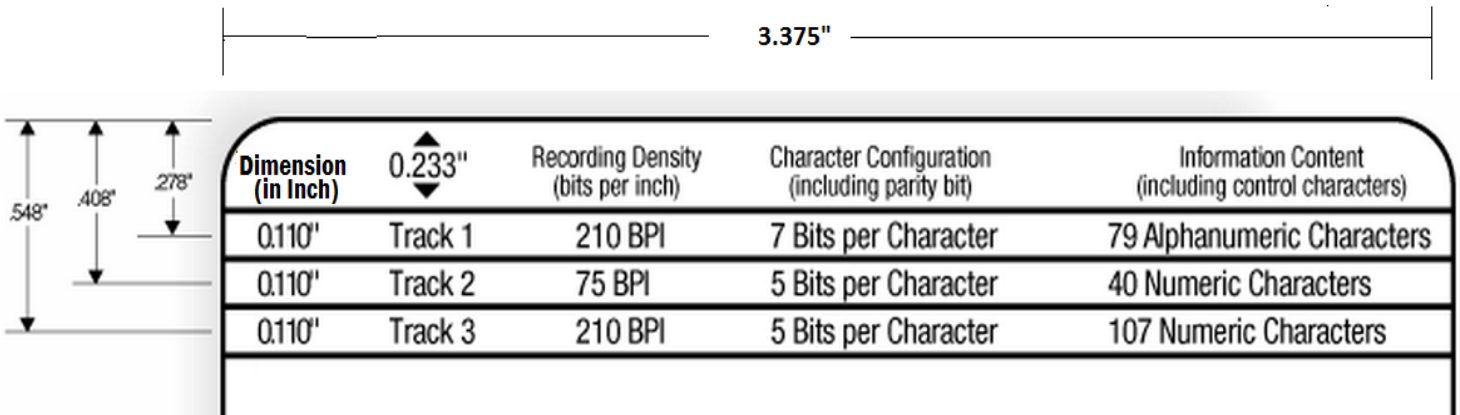 3.375"
.548"
.408"
.278"
Dimension
(in Inch)
0.233"
Recording Density
(bits per inch)
Character Configuration
(including parity bit)
Information Content
(including control characters)
0.110" Track 1 210 BPI 7 Bits per Character 79 Alphanumeric Characters
0.110" Track 2 75 BPI 5 Bits per Character 40 Numeric Characters
0.110" Track 3 210 BPI 5 Bits per Character 107 Numeric Characters